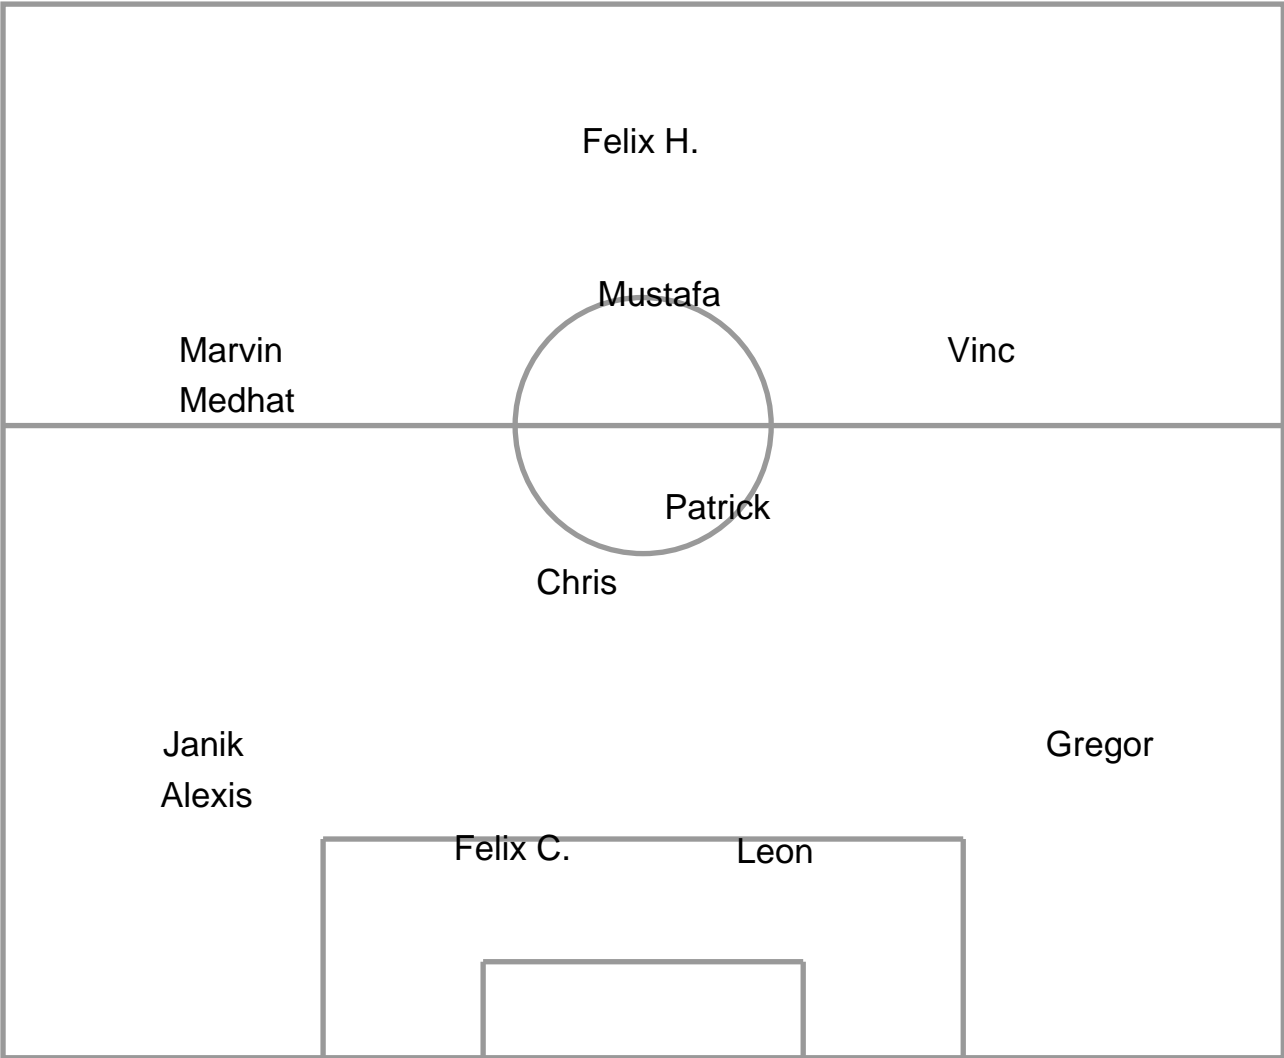 Felix H.
Mustafa
Marvin
Vinc
Medhat
Patrick
Chris
Janik
Gregor
Alexis
Felix C.
Leon